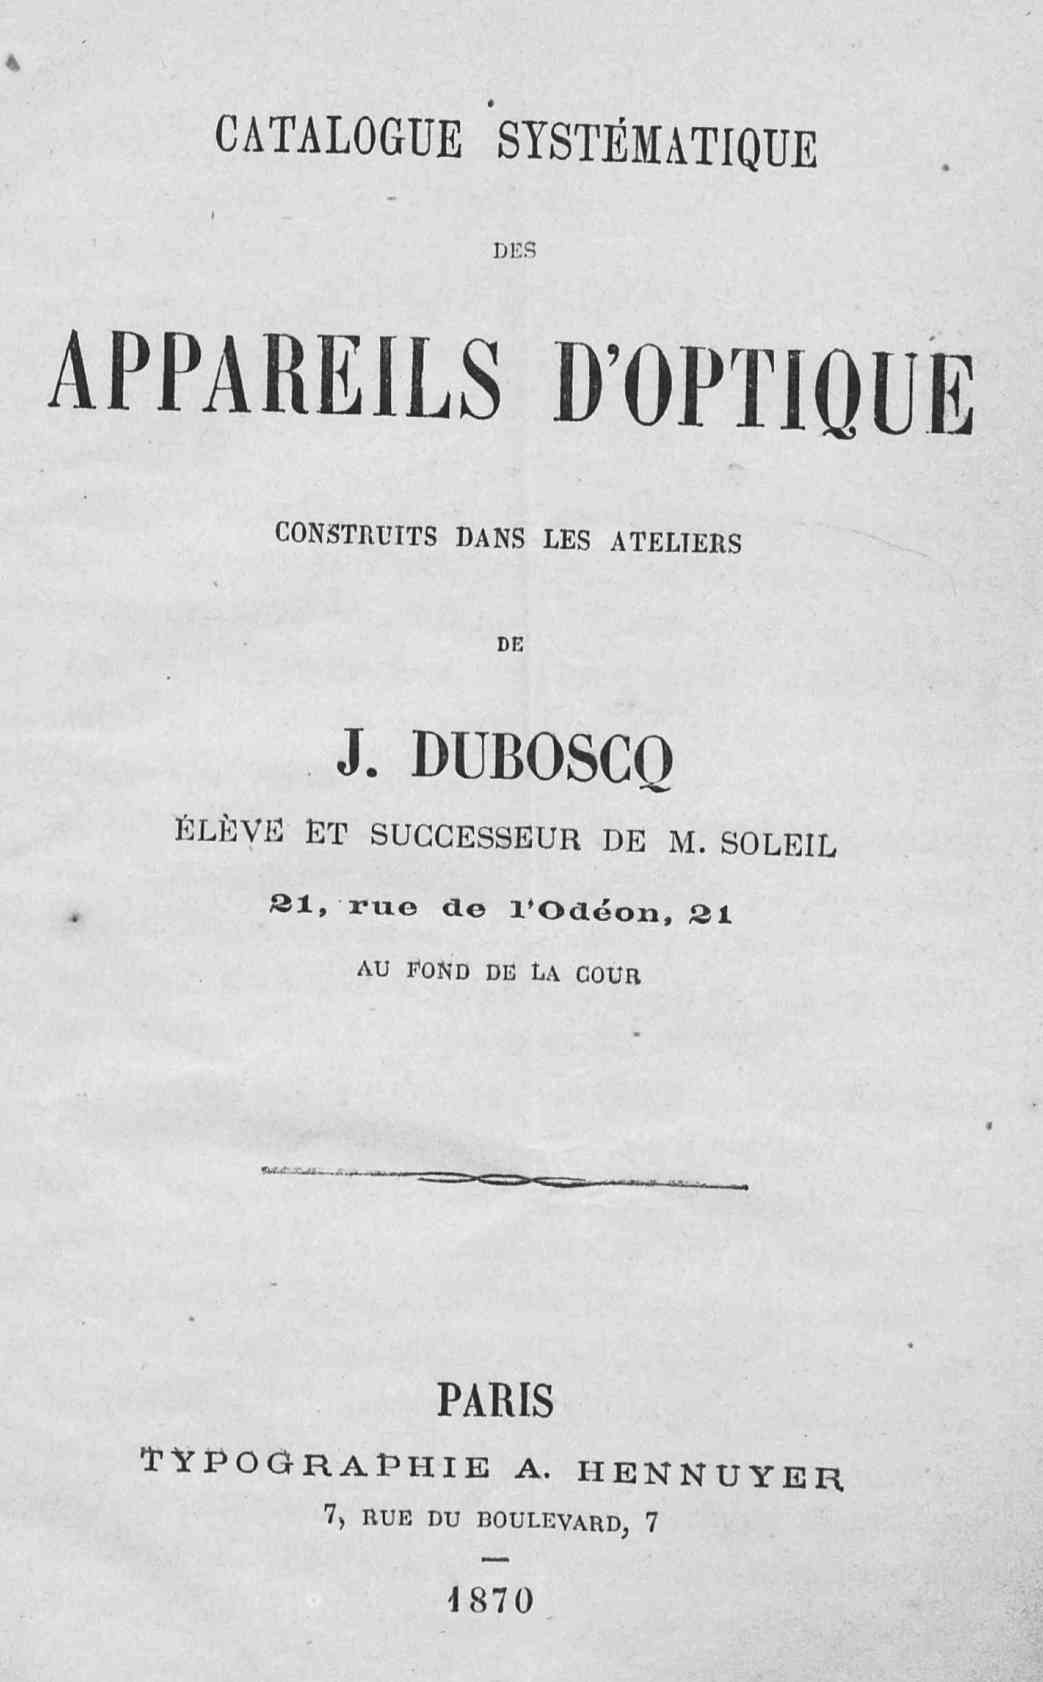 CATALOGUE SYSTÉMATIQUE
DES
APPAREILS D'OPTIQUE
CONSTRUITS DANS LES ATELIERS
DE
J. DUBOSCQ
ÉLÈVE ET SUCCESSEUR DE M. SOLEIL
21, rue de l'Odéon, 21
AU FOND DE LA COUR
PARIS
TYPOGRAPHIE A. HENNUYER
7, RUE DU BOULEVARD, 7
1870